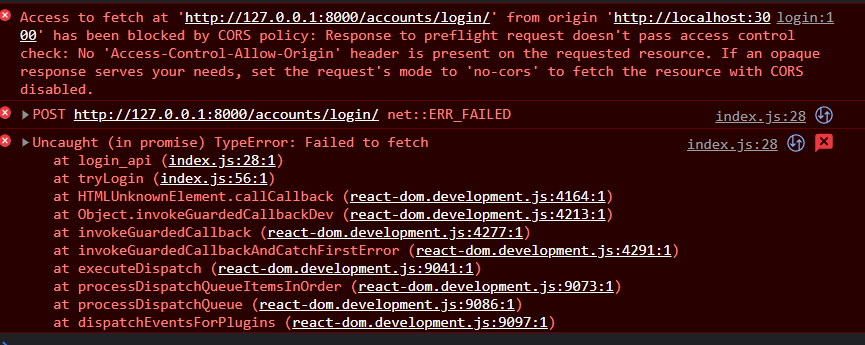 Access to fetch at 'http://127.0.0.1:8000/accounts/login/' from origin 'http://localhost:30 login:1
00' has been blocked by CORS policy: Response to preflight request doesn't pass access control
check: No 'Access-Control-Allow-Origin' header is present on the requested resource. If an opaque
response serves your needs, set the request's mode to 'no-cors' to fetch the resource with CORS
disabled.
POST http://127.0.0.1:8000/accounts/login/ net::ERR_FAILED index.js:28
Uncaught (in promise) TypeError: Failed to fetch index.js:28
at login_api (index.js:28:1)
at tryLogin (index.js:56:1)
at HTMLUnknownElement.callCallback (react-dom.development.js:4164:1)
at Object.invokeGuardedCallbackDev (react-dom.development.js:4213:1)
at invokeGuardedCallback (react-dom.development.js:4277:1)
at invokeGuardedCallbackAndCatchFirstError (react-dom.development.js:4291:1)
at executeDispatch (react-dom.development.js:9041:1)
at processDispatchQueueItemsInOrder (react-dom.development.js:9073:1)
at processDispatchQueue (react-dom.development.js:9086:1)
at dispatchEventsForPlugins (react-dom.development.js:9097:1)